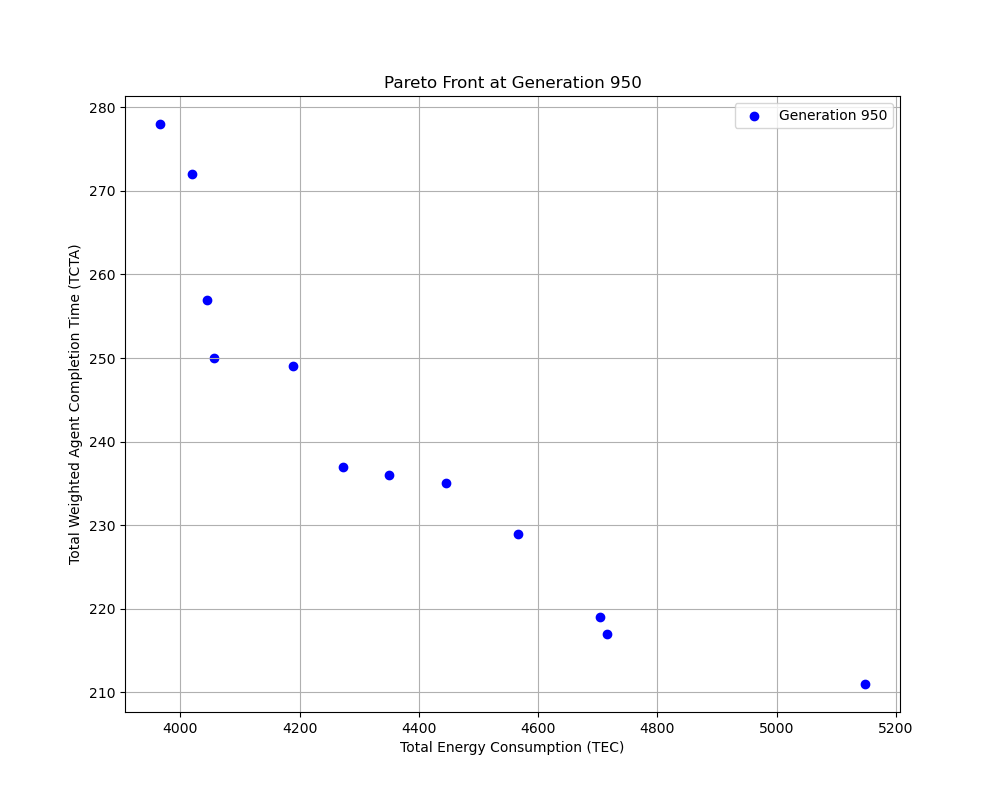 Pareto Front at Generation 950
Generation 950
280
270
260
250
240
230
220
210
Total Weighted Agent Completion Time (TCTA)
4000 4200 4400 4600 4800 5000 5200
Total Energy Consumption (TEC)